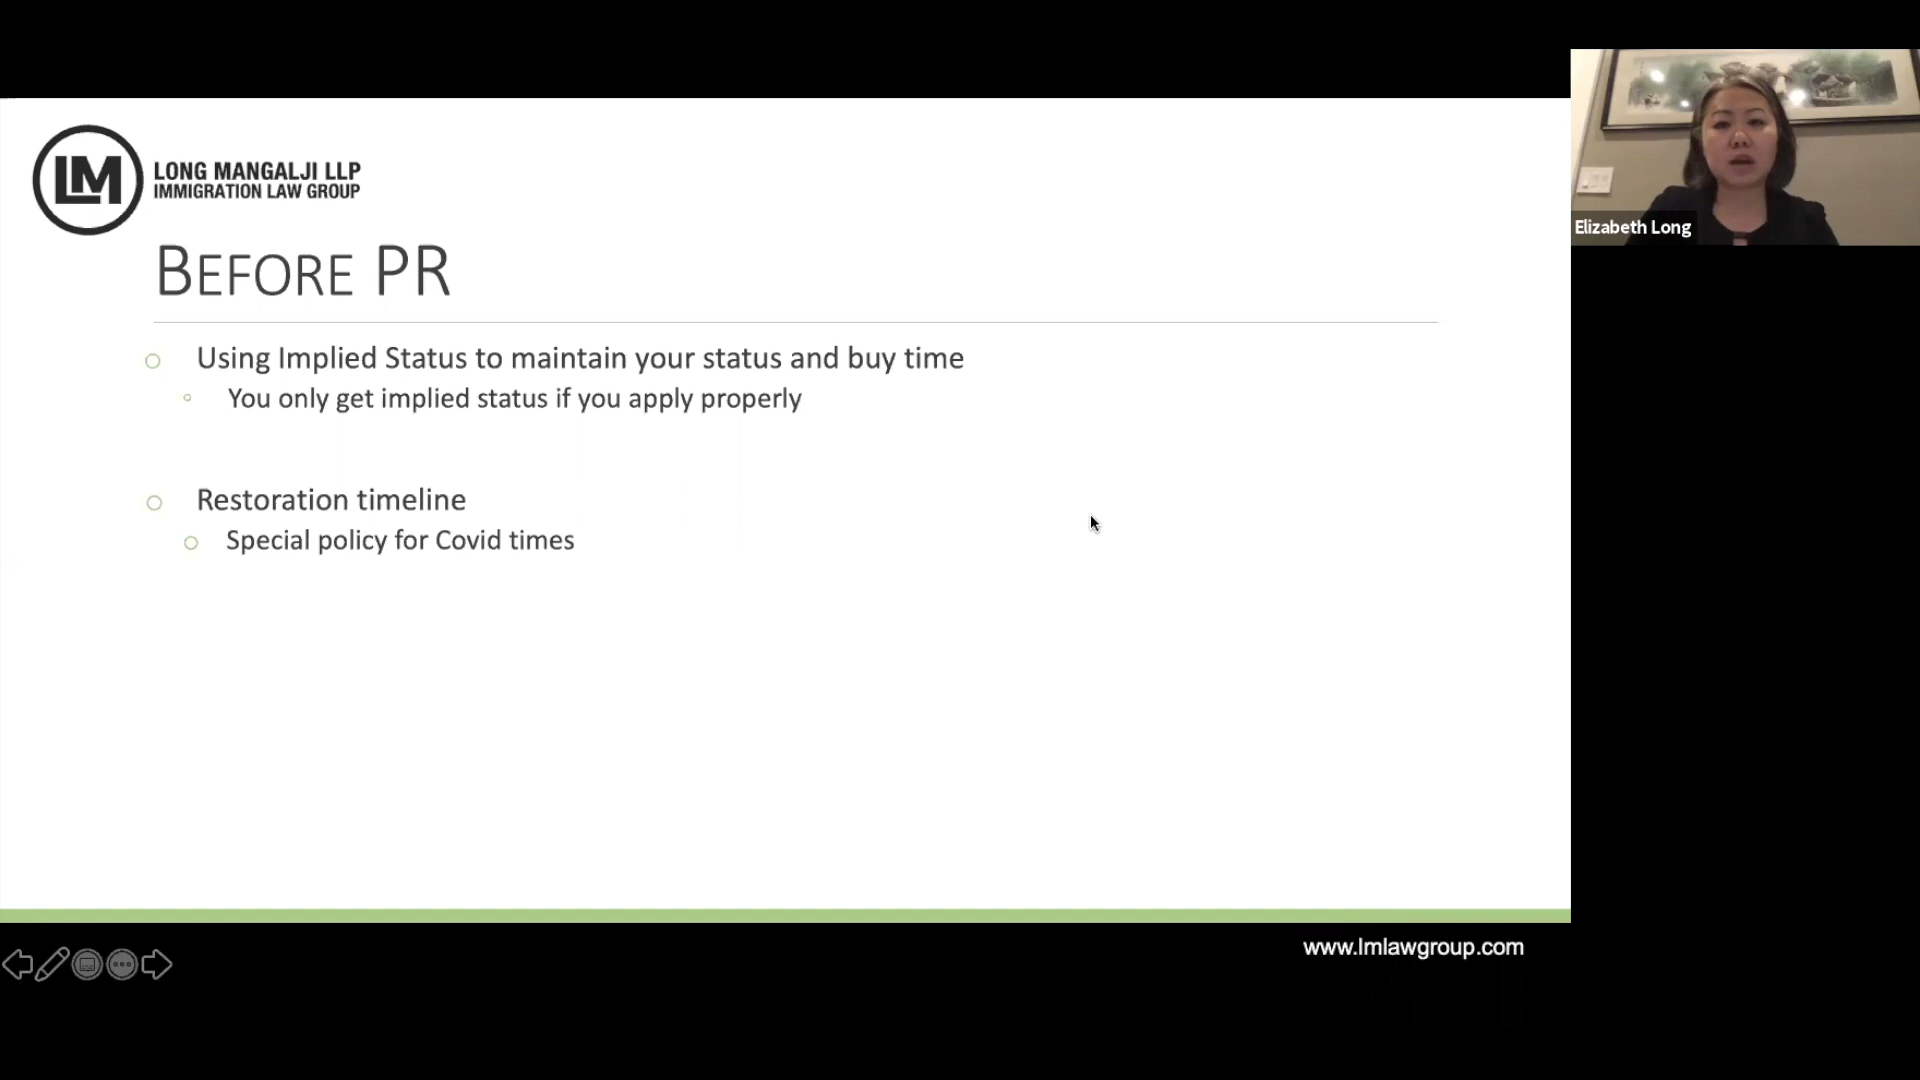 LM
LONG MANGALJI LLP
IMMIGRATION LAW GROUP
BEFORE PR
Using Implied Status to maintain your status and buy time
You only get implied status if you apply properly
Restoration timeline
Special policy for Covid times
Elizabeth Long
www.lmlawgroup.com